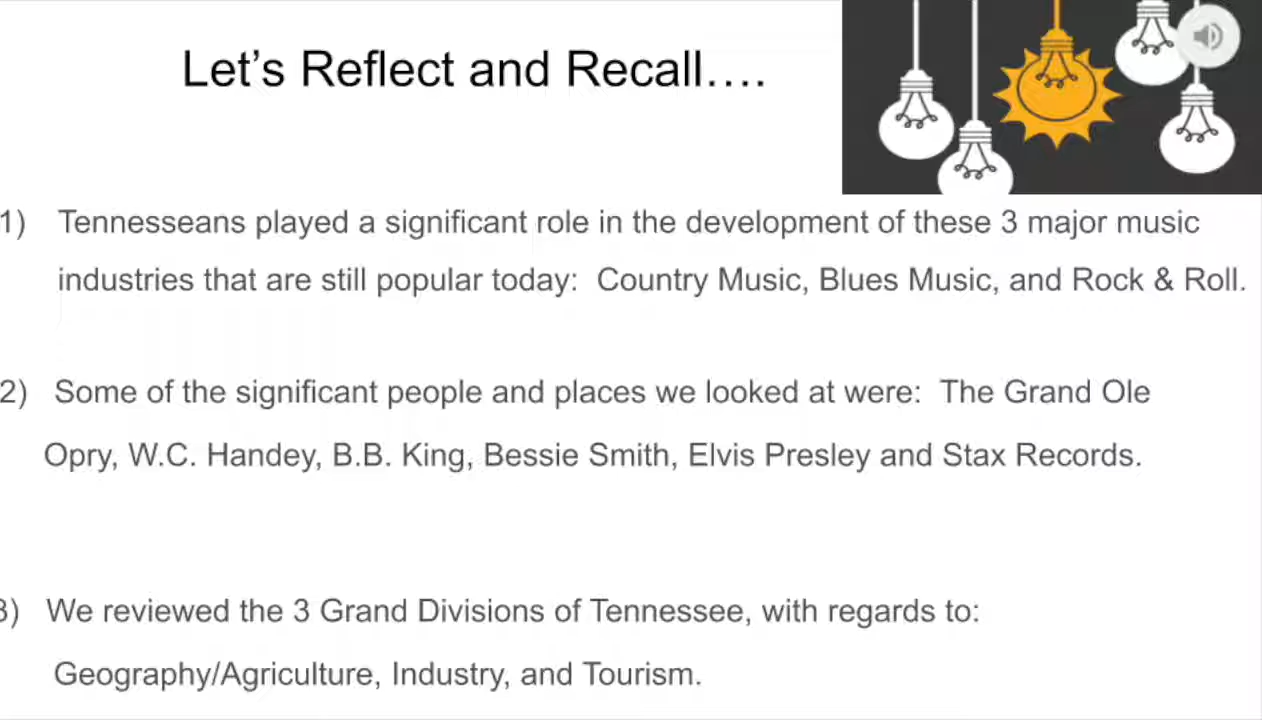 Let’s Reflect and Recall….
1) Tennesseans played a significant role in the development of these 3 major music
industries that are still popular today: Country Music, Blues Music, and Rock & Roll.
2) Some of the significant people and places we looked at were: The Grand Ole
Opry, W.C. Handey, B.B. King, Bessie Smith, Elvis Presley and Stax Records.
3) We reviewed the 3 Grand Divisions of Tennessee, with regards to:
Geography/Agriculture, Industry, and Tourism.